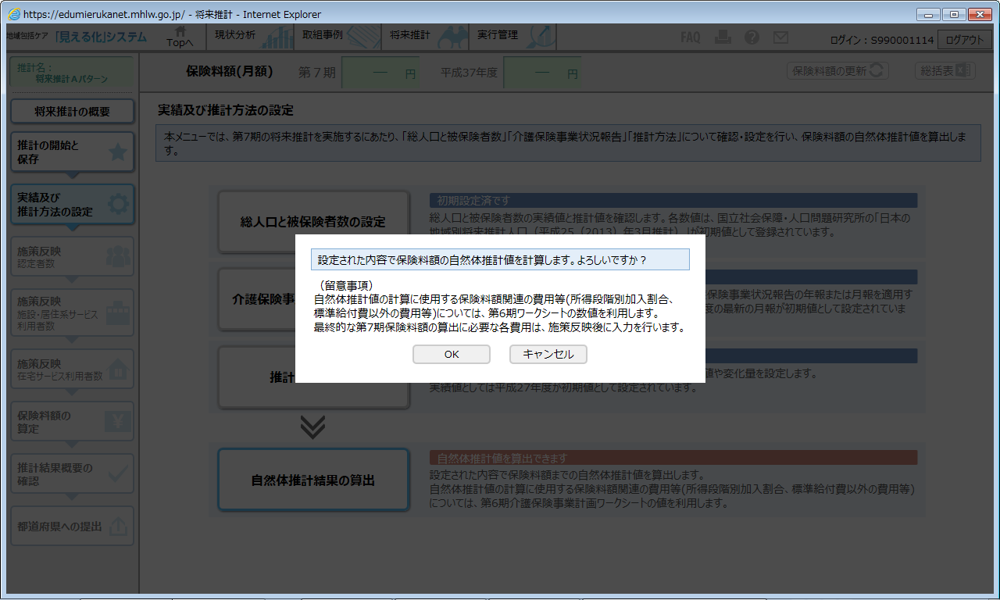 https://edumierukanet.mhlw.go.jp/ - 将来推計 - Internet Explorer
地域包括ケア「見える化」システム
Topへ
現状分析
取組事例
将来推計
実行管理
FAQ
ログイン：S990001114
ログアウト
推計名：
将来推計Aパターン
保険料額(月額)
第７期
― 円
平成37年度
― 円
保険料額の更新
総括表
将来推計の概要
推計の開始と
保存
実績及び
推計方法の設定
施策反映
認定者数
施策反映
施設・居住系サービス
利用者数
施策反映
在宅サービス利用者数
保険料額の
算定
推計結果概要の
確認
都道府県への提出
実績及び推計方法の設定
本メニューでは、第7期の将来推計を実施するにあたり、「総人口と被保険者数」「介護保険事業状況報告」「推計方法」について確認・設定を行い、保険料額の自然体推計値を算出しま
す。
総人口と被保険者数の設定
初期設定済です
総人口と被保険者数の実績値と推計値を確認します。各数値は、国立社会保障・人口問題研究所の「日本の
地域別将来推計人口（平成25（2013）年3月推計）」が初期値として登録されています。
介護保険事
保険事業状況報告の年報または月報を適用す
度の最新の月報が初期値として設定されていま
推計
値や変化量を設定します。
実績値としては平成27年度が初期値として設定されています。
設定された内容で保険料額の自然体推計値を計算します。よろしいですか？
（留意事項）
自然体推計値の計算に使用する保険料額関連の費用等(所得段階別加入割合、
標準給付費以外の費用等)については、第6期ワークシートの数値を利用します。
最終的な第7期保険料額の算出に必要な各費用は、施策反映後に入力を行います。
OK
キャンセル
自然体推計結果の算出
自然体推計値を算出できます
設定された内容で保険料額までの自然体推計値を算出します。
自然体推計値の計算に使用する保険料額関連の費用等(所得段階別加入割合、標準給付費以外の費用等)
については、第6期介護保険事業計画ワークシートの値を利用します。